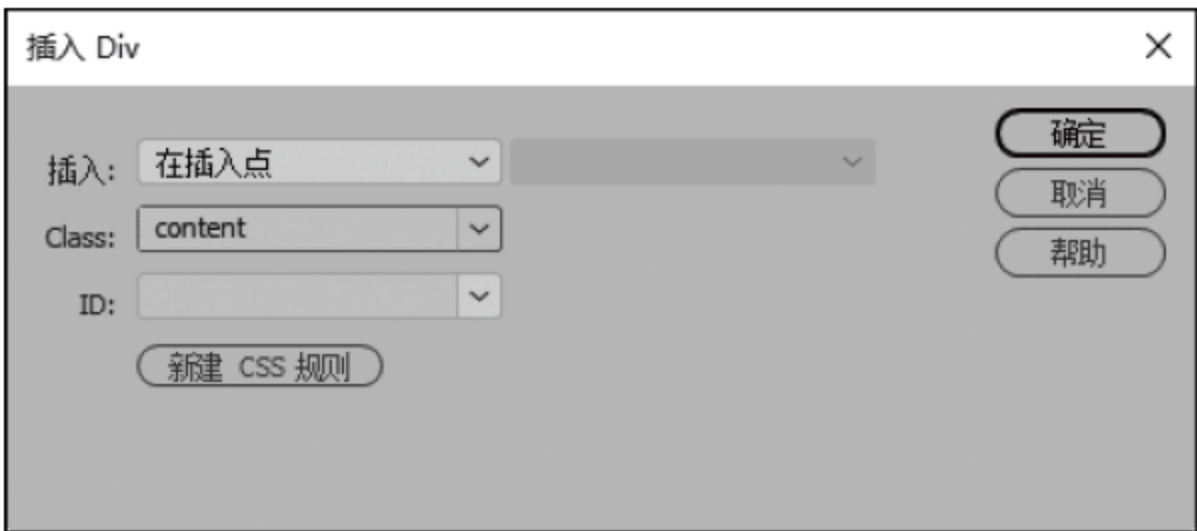 插入 Div
插入: 在插入点
确定
取消
Class: content
帮助
ID:
新建 CSS 规则